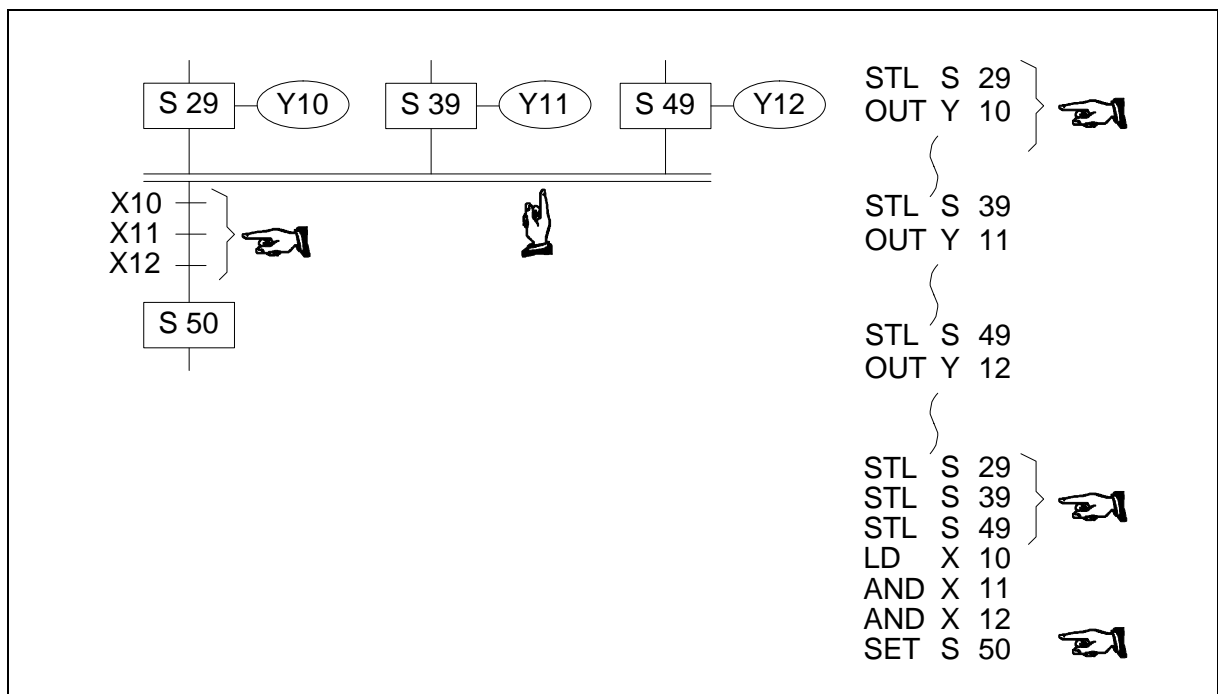 S 29 Y10 S 39 Y11 S 49 Y12
X10
X11
X12
S 50
STL S 29
OUT Y 10
STL S 39
OUT Y 11
STL S 49
OUT Y 12
STL S 29
STL S 39
STL S 49
LD X 10
AND X 11
AND X 12
SET S 50